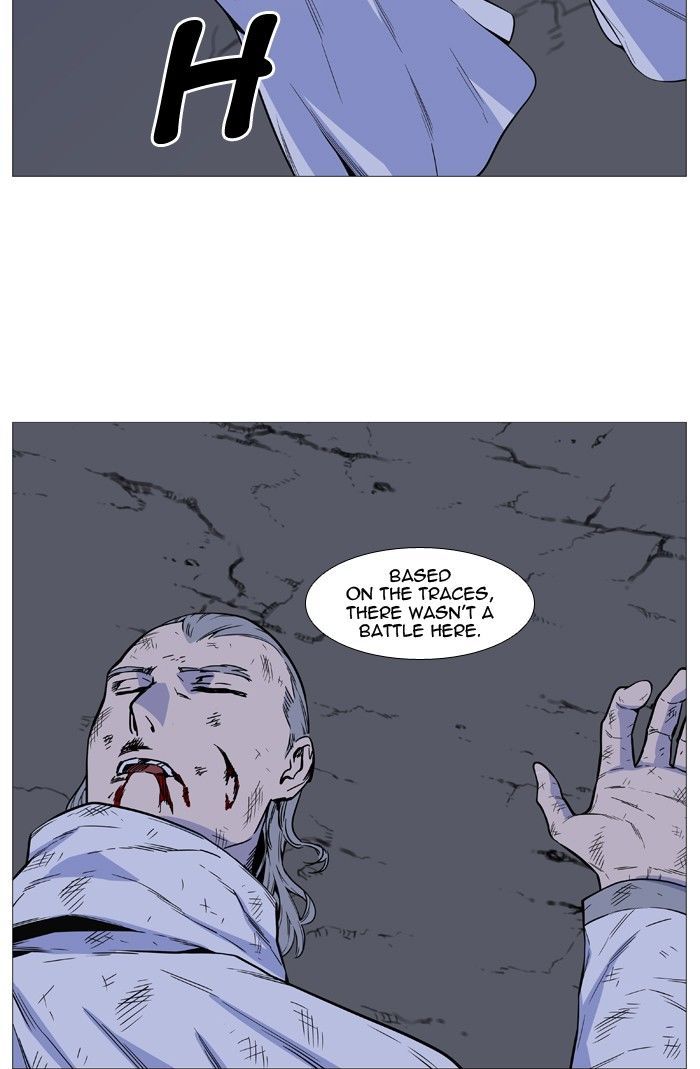 H
BASED
ON THE TRACES,
THERE WASN'T A
BATTLE HERE.